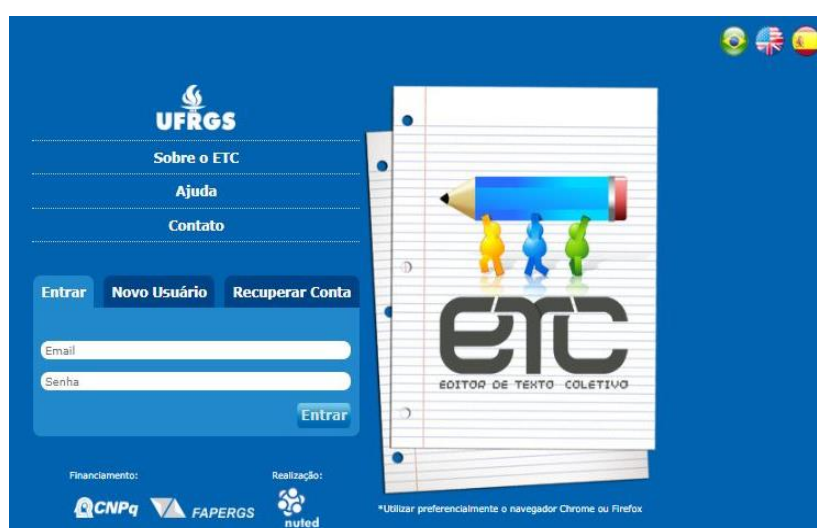 UFRGS
Sobre o ETC
Ajuda
Contato
Entrar Novo Usuário Recuperar Conta
Email
Senha
Entrar
ETC
EDITOR DE TEXTO COLETIVO
Financiamento: Realização:
CNPq FAPERGS nuted
*Utilizar preferencialmente o navegador Chrome ou Firefox